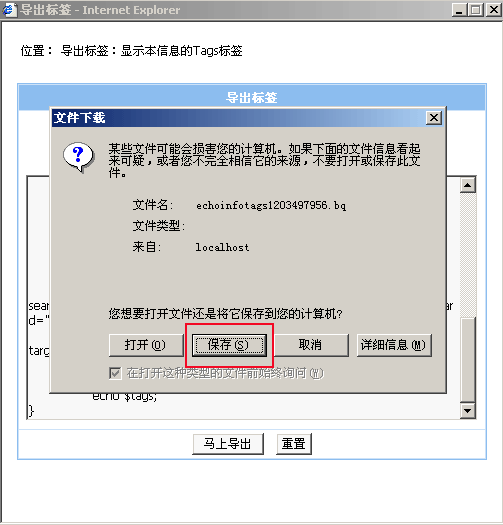 导出标签 - Internet Explorer
位置： 导出标签：显示本信息的Tags标签
导出标签
文件下载
某些文件可能会损害您的计算机。如果下面的文件信息看起
来可疑，或者您不完全相信它的来源，不要打开或保存此文
件。
文件名: echoinfotags1203497956.bq
文件类型:
来自: localhost
您想要打开文件还是将它保存到您的计算机?
打开(O) 保存(S) 取消 详细信息(M)
在打开这种类型的文件前始终询问(W)
sear
ar
d="
targ
echo $tags;
}
马上导出 重置